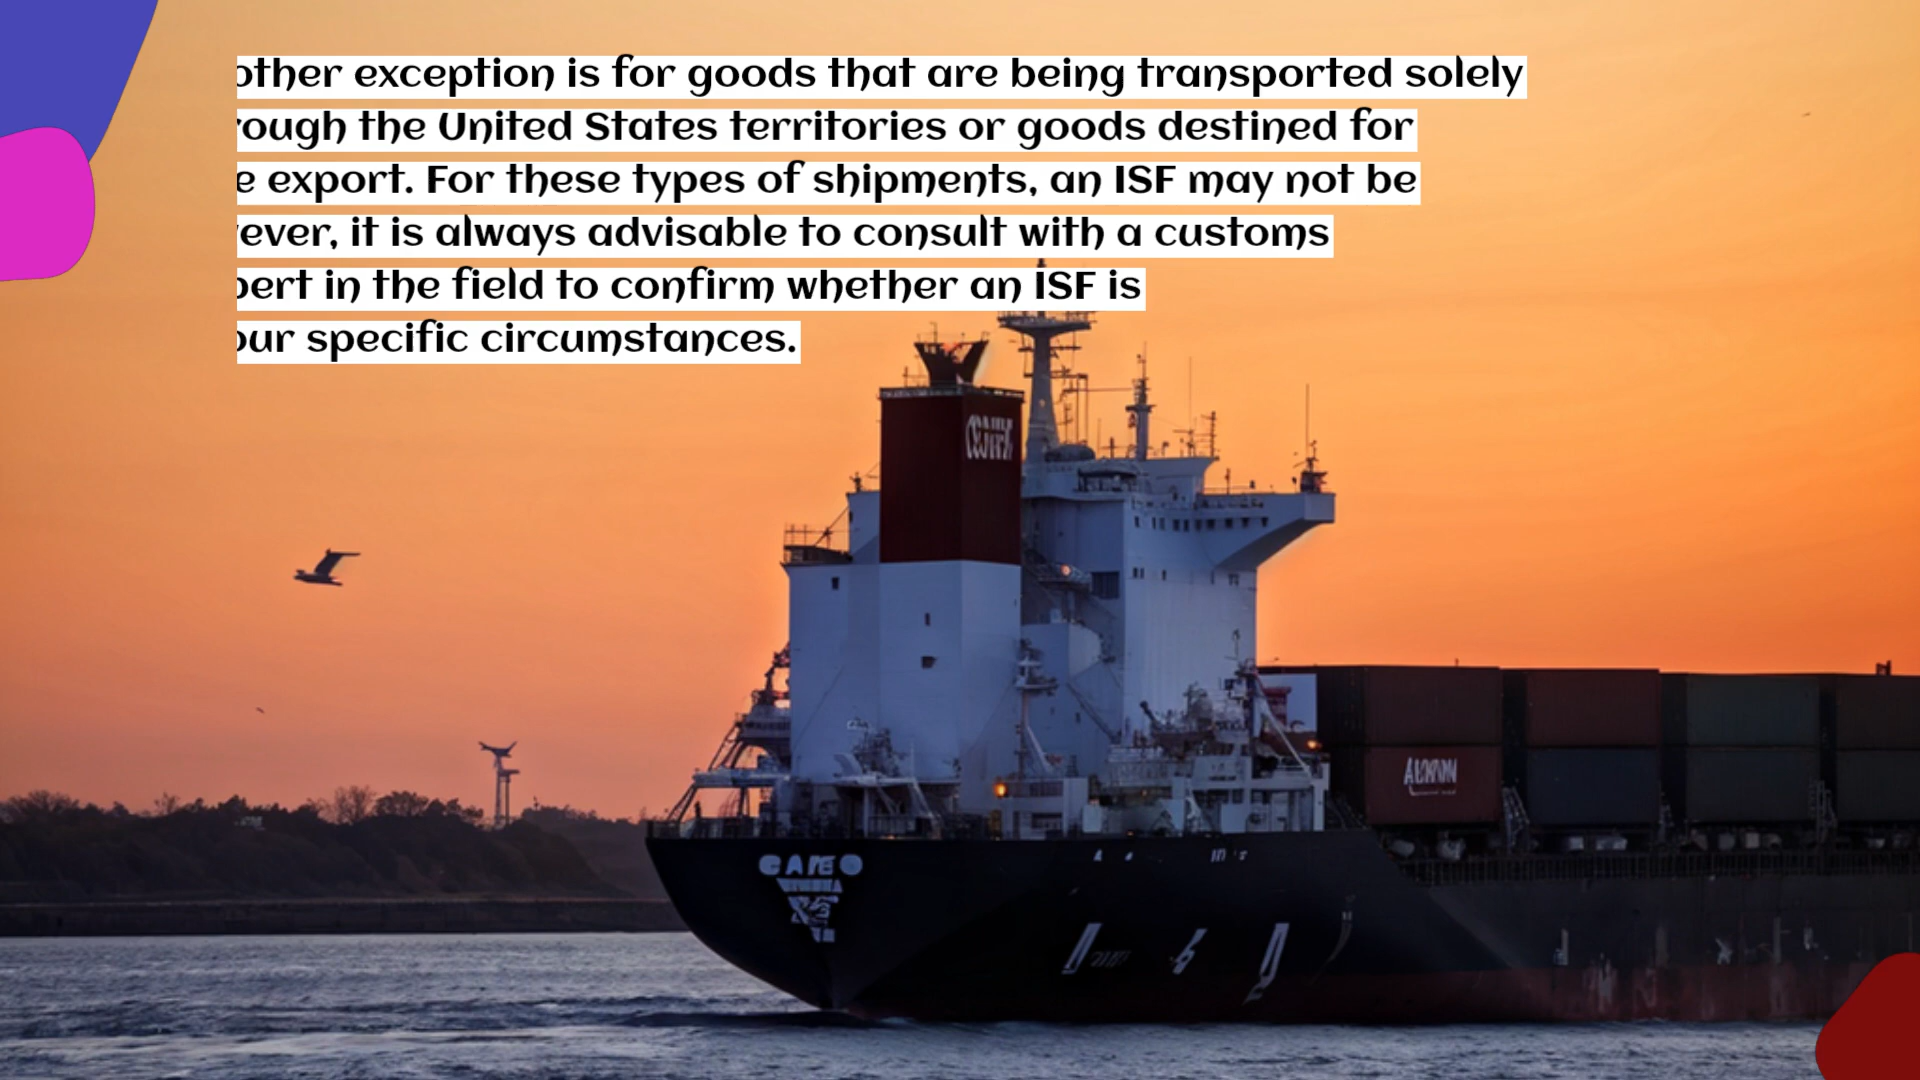 other exception is for goods that are being transported solely
rough the United States territories or goods destined for
e export. For these types of shipments, an ISF may not be
ever, it is always advisable to consult with a customs
pert in the field to confirm whether an ISF is
our specific circumstances.